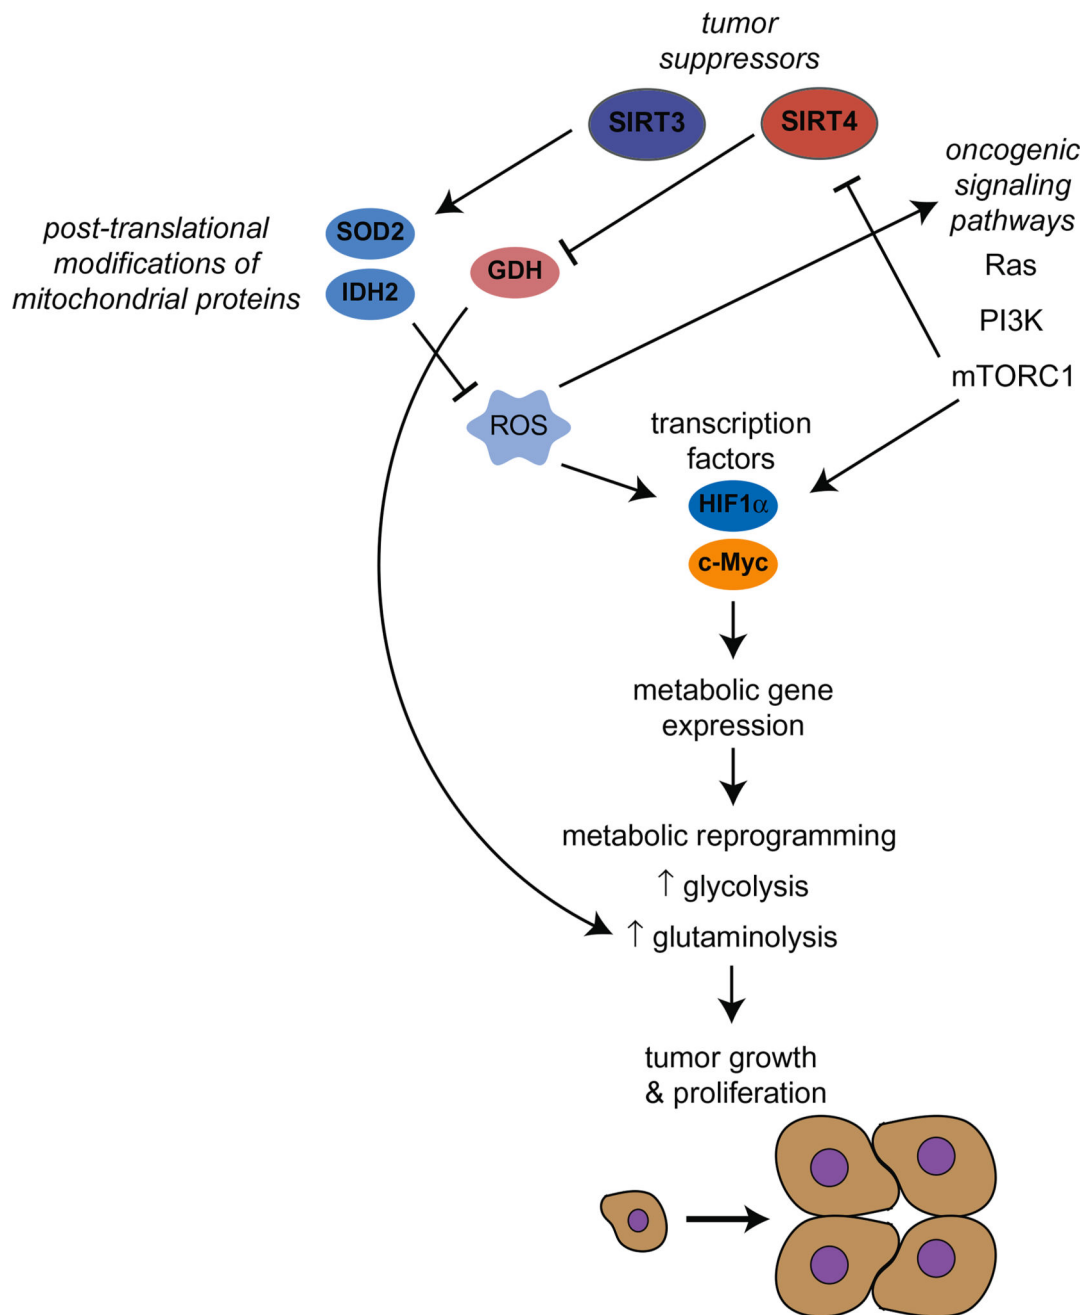 tumor
suppressors
SIRT3
SIRT4
oncogenic
signaling
pathways
Ras
PI3K
mTORC1
post-translational
modifications of
mitochondrial proteins
SOD2
IDH2
GDH
ROS
transcription
factors
HIF1α
c-Myc
metabolic gene
expression
metabolic reprogramming
↑ glycolysis
↑ glutaminolysis
tumor growth
& proliferation